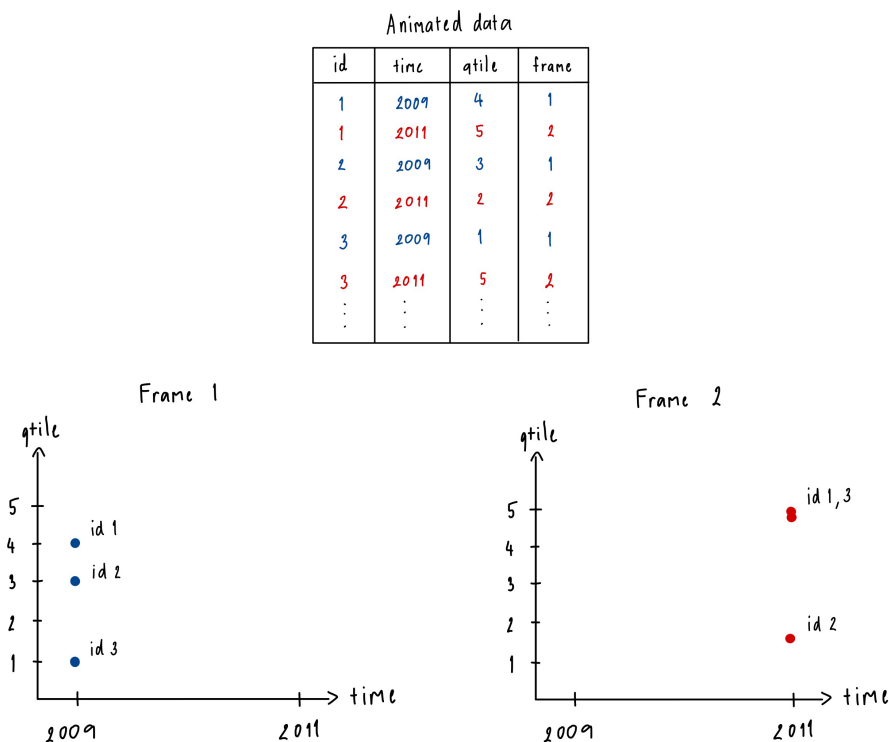 Animated data
id time qtile frame
1 2009 4 1
1 2011 5 2
2 2009 3 1
2 2011 2 2
3 2009 1 1
3 2011 5 2
Frame 1
qtile
5
4
3
2
1
id 1
id 2
id 3
time
2009 2011
Frame 2
qtile
5
4
3
2
1
id 1,3
id 2
time
2009 2011